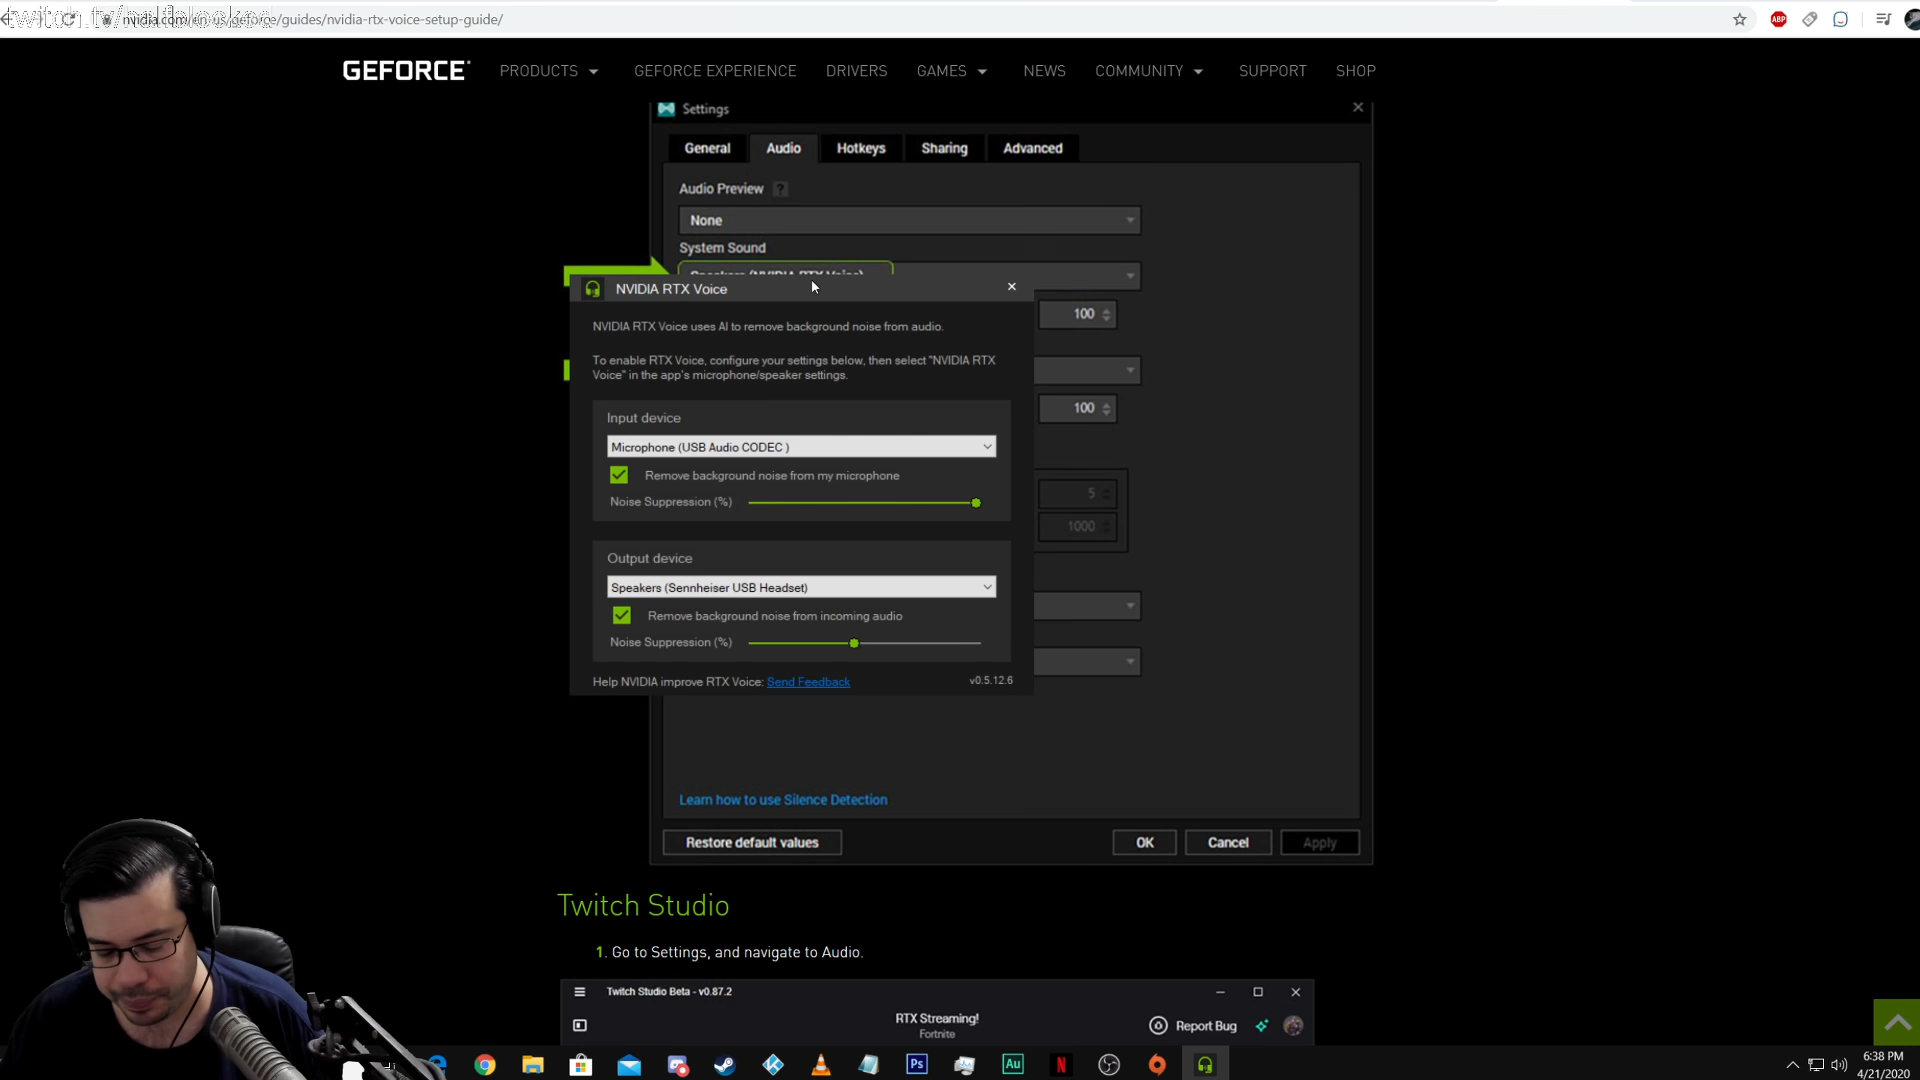 nvidia.com/en-us/geforce/guides/nvidia-rtx-voice-setup-guide/
ABP
GEFORCE
PRODUCTS
GEFORCE EXPERIENCE
DRIVERS
GAMES
NEWS
COMMUNITY
SUPPORT
SHOP
Settings
General
Audio
Hotkeys
Sharing
Advanced
Audio Preview ?
None
System Sound
Speakers (NVIDIA RTX Voice)
100
100
5
1000
NVIDIA RTX Voice
NVIDIA RTX Voice uses AI to remove background noise from audio.
To enable RTX Voice, configure your settings below, then select "NVIDIA RTX
Voice" in the app's microphone/speaker settings.
Input device
Microphone (USB Audio CODEC )
Remove background noise from my microphone
Noise Suppression (%)
Output device
Speakers (Sennheiser USB Headset)
Remove background noise from incoming audio
Noise Suppression (%)
Help NVIDIA improve RTX Voice: Send Feedback
v0.5.12.6
Learn how to use Silence Detection
Restore default values
OK
Cancel
Apply
Twitch Studio
1. Go to Settings, and navigate to Audio.
Twitch Studio Beta - v0.87.2
RTX Streaming!
Fortnite
Report Bug
Ps
Au
N
6:38 PM
4/21/2020